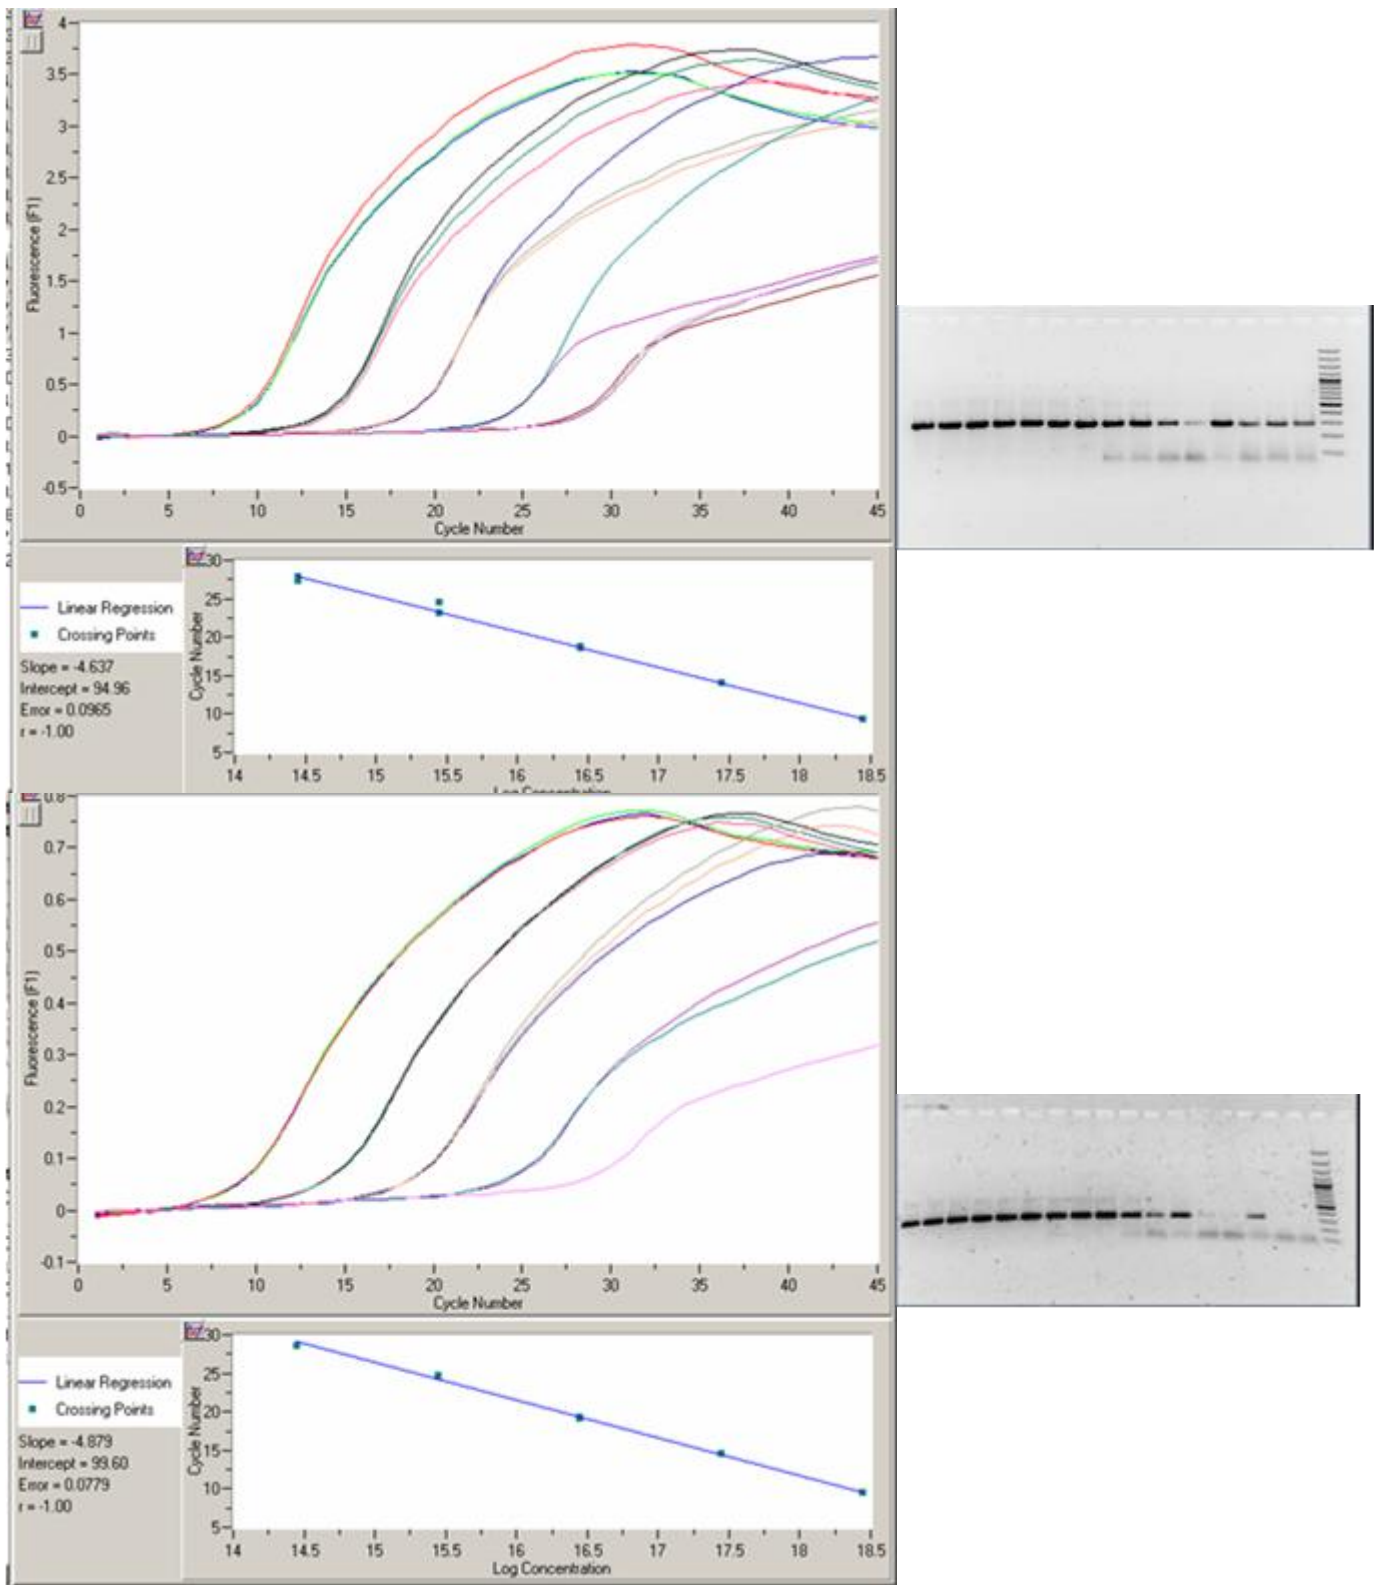 4
3.5
3
2.5
2
1.5
1
0.5
0
-0.5
Fluorescence (F1)
0 5 10 15 20 25 30 35 40 45
Cycle Number
Linear Regression
Crossing Points
Slope = -4.637
Intercept = 94.96
Error = 0.0965
r = -1.00
30
25
20
15
10
5
Cycle Number
14 14.5 15 15.5 16 16.5 17 17.5 18 18.5
Log Concentration
0.8
0.7
0.6
0.5
0.4
0.3
0.2
0.1
0
-0.1
Fluorescence (F1)
0 5 10 15 20 25 30 35 40 45
Cycle Number
Linear Regression
Crossing Points
Slope = -4.879
Intercept = 99.60
Error = 0.0779
r = -1.00
30
25
20
15
10
5
Cycle Number
14 14.5 15 15.5 16 16.5 17 17.5 18 18.5
Log Concentration